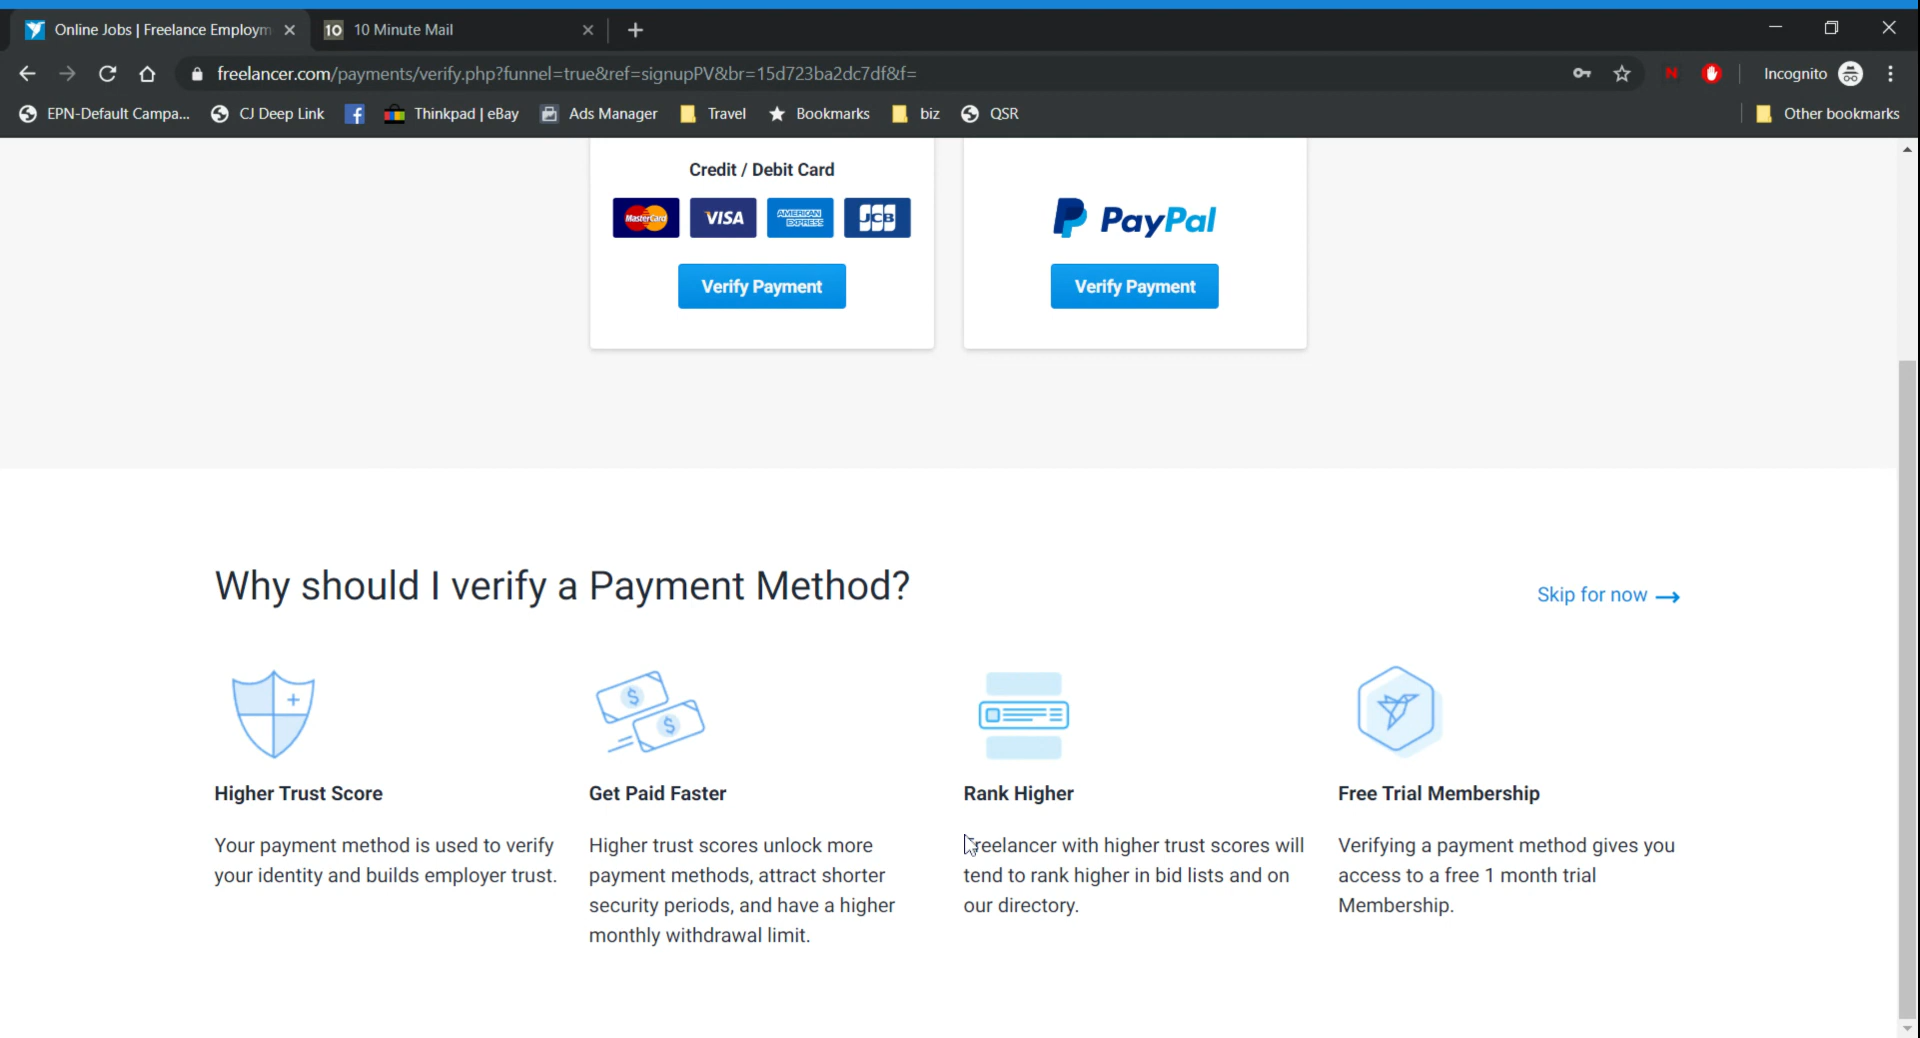 Online Jobs | Freelance Employm
10 10 Minute Mail
freelancer.com/payments/verify.php?funnel=true&ref=signupPV&br=15d723ba2dc7df&f=
N
Incognito
EPN-Default Campa...
CJ Deep Link
f
Thinkpad | eBay
Ads Manager
Travel
Bookmarks
biz
QSR
Other bookmarks
Credit / Debit Card
MasterCard
VISA
AMERICAN EXPRESS
JCB
Verify Payment
PayPal
Verify Payment
Why should I verify a Payment Method?
Skip for now →
Higher Trust Score
Your payment method is used to verify
your identity and builds employer trust.
Get Paid Faster
Higher trust scores unlock more
payment methods, attract shorter
security periods, and have a higher
monthly withdrawal limit.
Rank Higher
Freelancer with higher trust scores will
tend to rank higher in bid lists and on
our directory.
Free Trial Membership
Verifying a payment method gives you
access to a free 1 month trial
Membership.